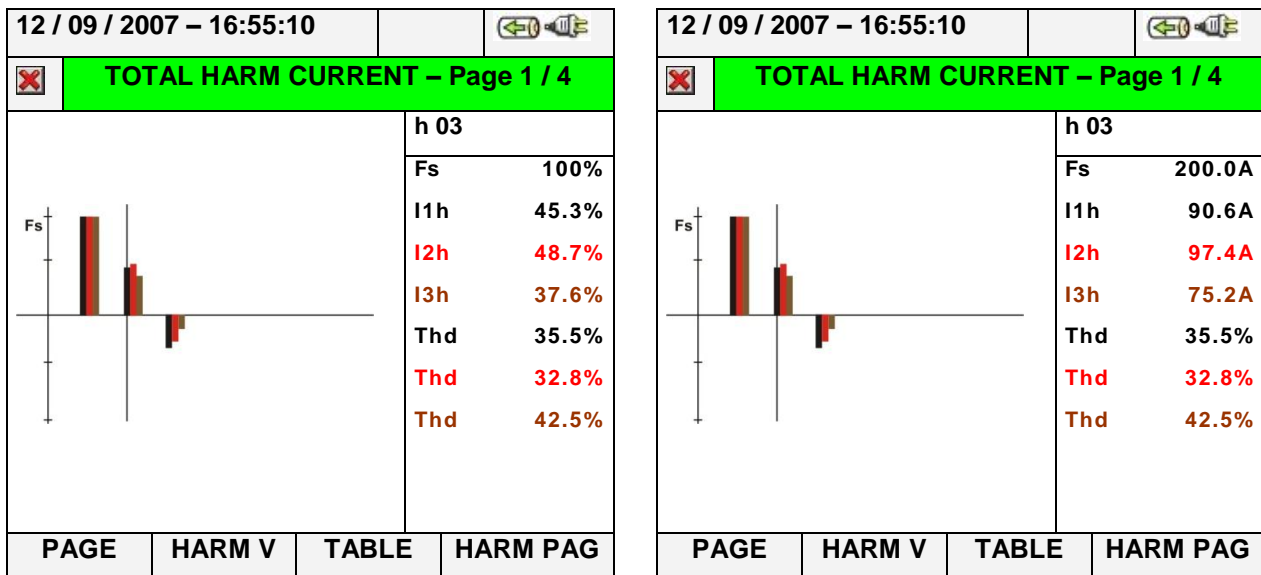 12 / 09 / 2007 – 16:55:10
TOTAL HARM CURRENT – Page 1 / 4
h 03
Fs 100%
I1h 45.3%
I2h 48.7%
I3h 37.6%
Thd 35.5%
Thd 32.8%
Thd 42.5%
Fs
PAGE HARM V TABLE HARM PAG
12 / 09 / 2007 – 16:55:10
TOTAL HARM CURRENT – Page 1 / 4
h 03
Fs 200.0A
I1h 90.6A
I2h 97.4A
I3h 75.2A
Thd 35.5%
Thd 32.8%
Thd 42.5%
Fs
PAGE HARM V TABLE HARM PAG